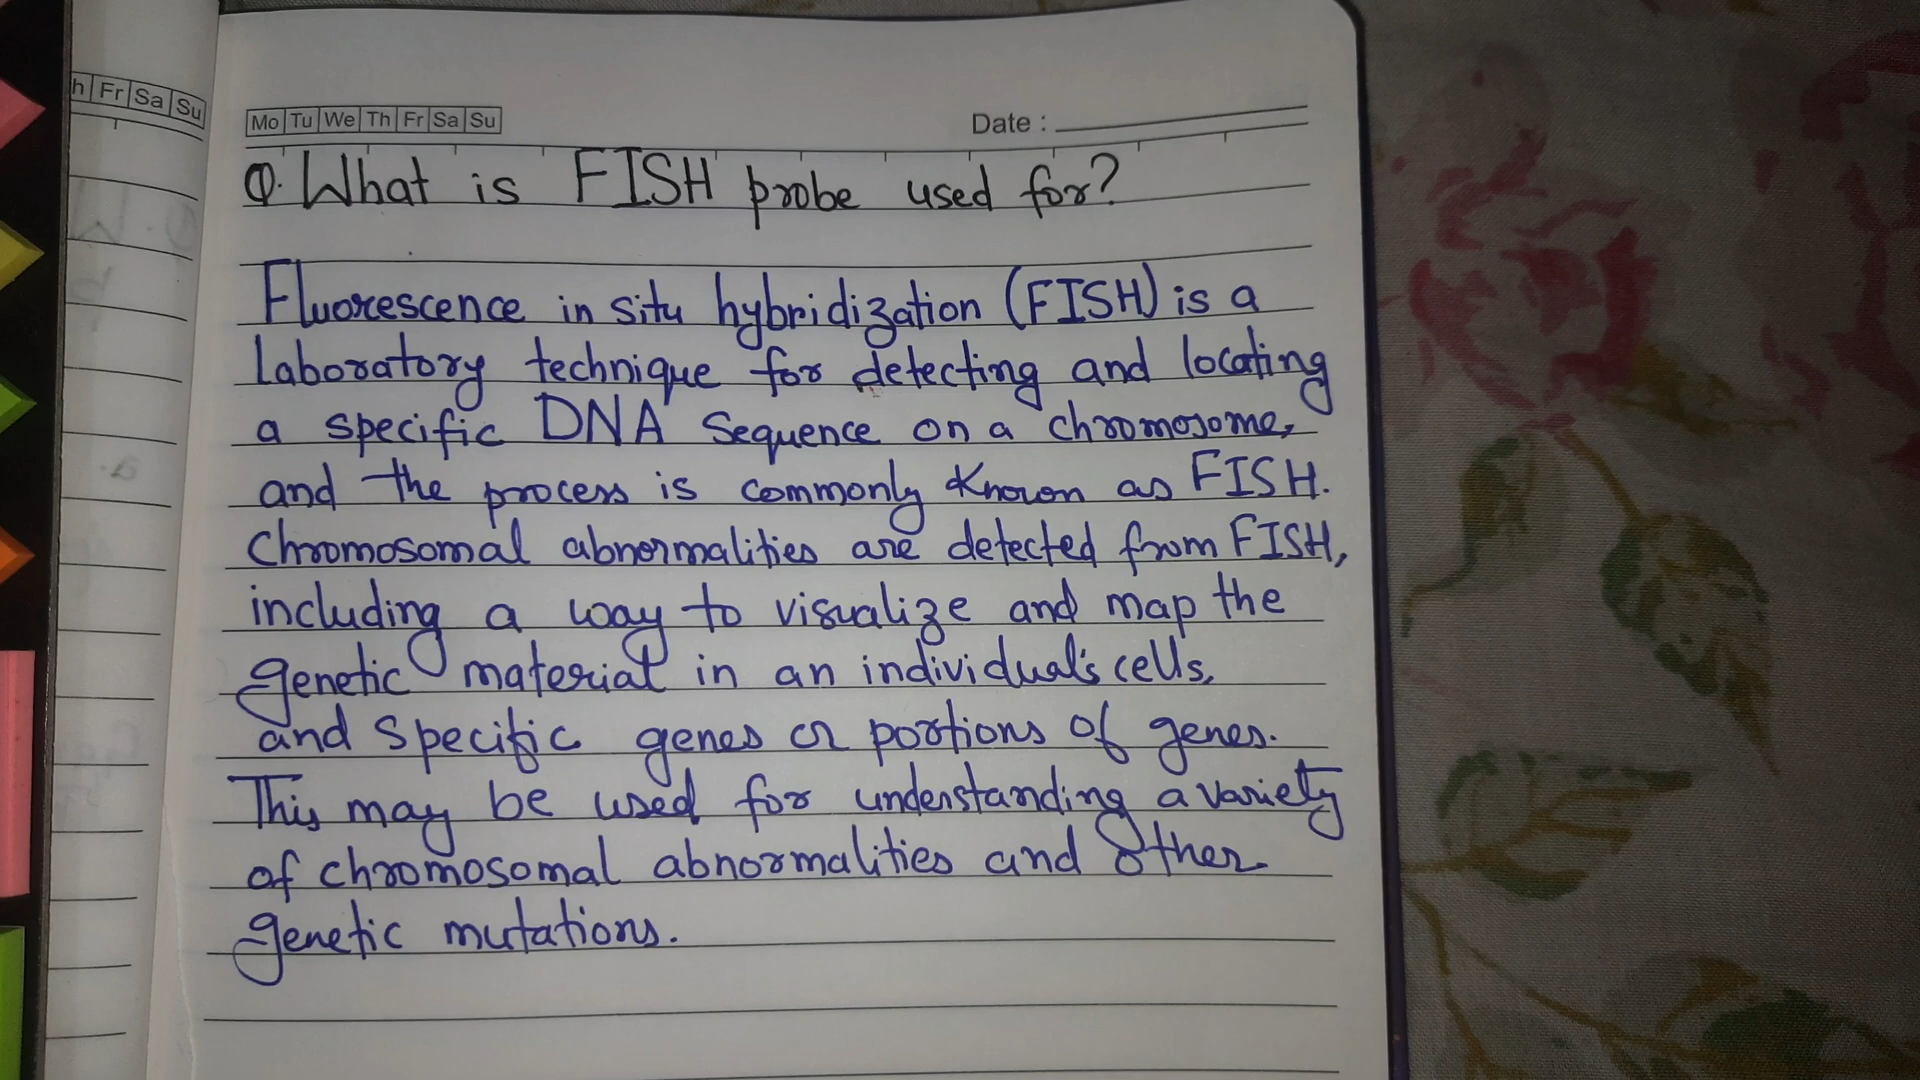 h Fr Sa Su
Mo Tu We Th Fr Sa Su
Date :
Q. What is FISH probe used for?
Fluorescence in situ hybridization (FISH) is a
laboratory technique for detecting and locating
a specific DNA sequence on a chromosome,
and the process is commonly known as FISH.
Chromosomal abnormalities are detected from FISH,
including a way to visualize and map the
genetic material in an individual's cells,
and specific genes or portions of genes.
This may be used for understanding a variety
of chromosomal abnormalities and other
genetic mutations.